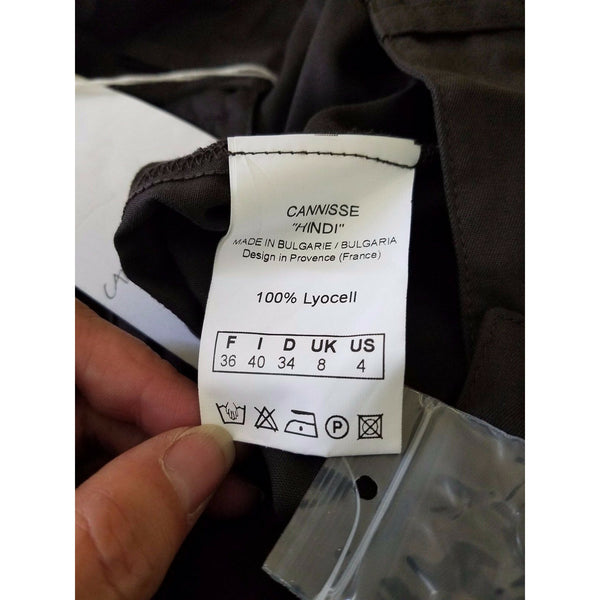 CANNISSE
"HINDI"
MADE IN BULGARIE / BULGARIA
Design in Provence (France)
100% Lyocell
F I D UK US
36 40 34 8 4
P